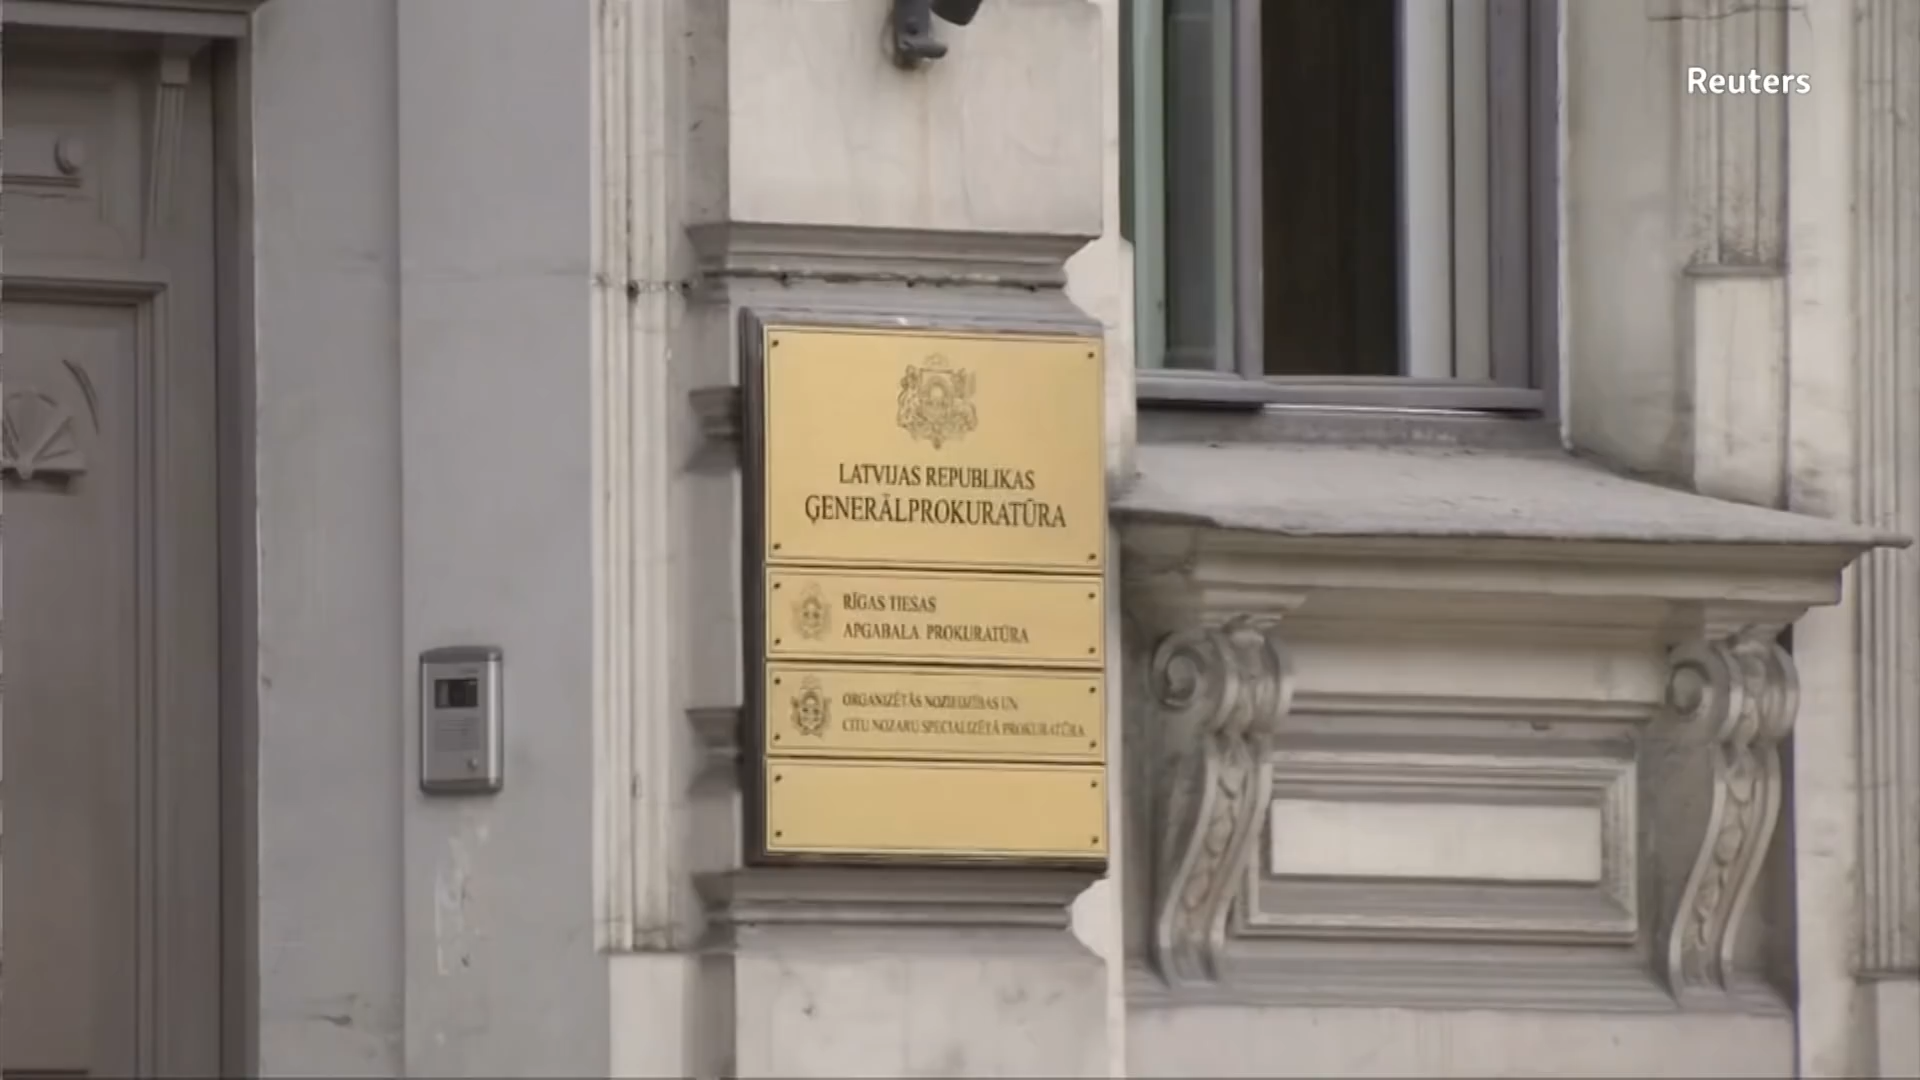 Reuters
LATVIJAS REPUBLIKAS
ĢENERĀLPROKURATŪRA
RĪGAS TIESAS
APGABALA PROKURATŪRA
ORGANIZĒTĀS NOZIEDZĪBAS UN
CITU NOZARU SPECIALIZĒTĀ PROKURATŪRA